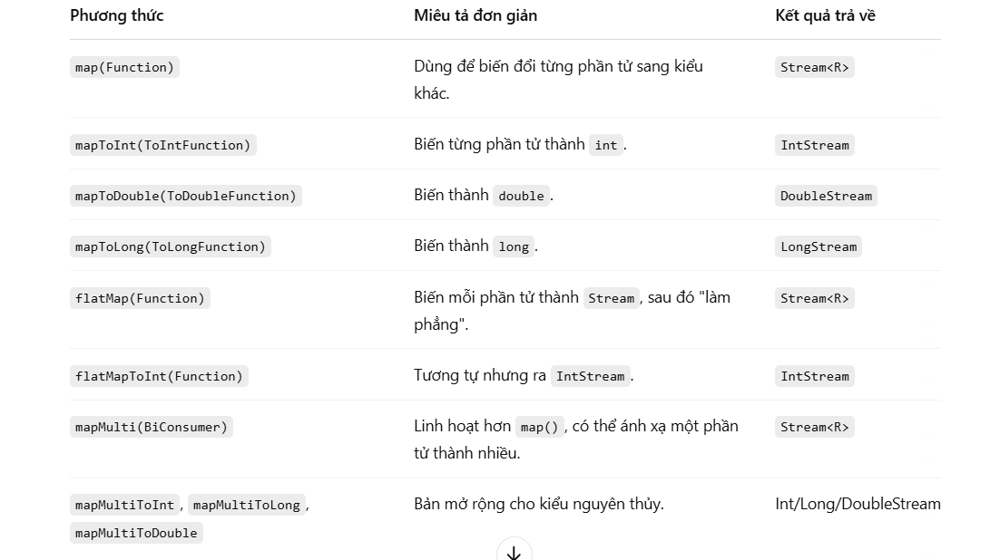 Phương thức Miêu tả đơn giản Kết quả trả về
map(Function) Dùng để biến đổi từng phần tử sang kiểu Stream<R>
khác.
mapToInt(ToIntFunction) Biến từng phần tử thành int. IntStream
mapToDouble(ToDoubleFunction) Biến thành double. DoubleStream
mapToLong(ToLongFunction) Biến thành long. LongStream
flatMap(Function) Biến mỗi phần tử thành Stream, sau đó "làm Stream<R>
phẳng".
flatMapToInt(Function) Tương tự nhưng ra IntStream. IntStream
mapMulti(BiConsumer) Linh hoạt hơn map(), có thể ánh xạ một phần Stream<R>
tử thành nhiều.
mapMultiToInt, mapMultiToLong, Bản mở rộng cho kiểu nguyên thủy. Int/Long/DoubleStream
mapMultiToDouble